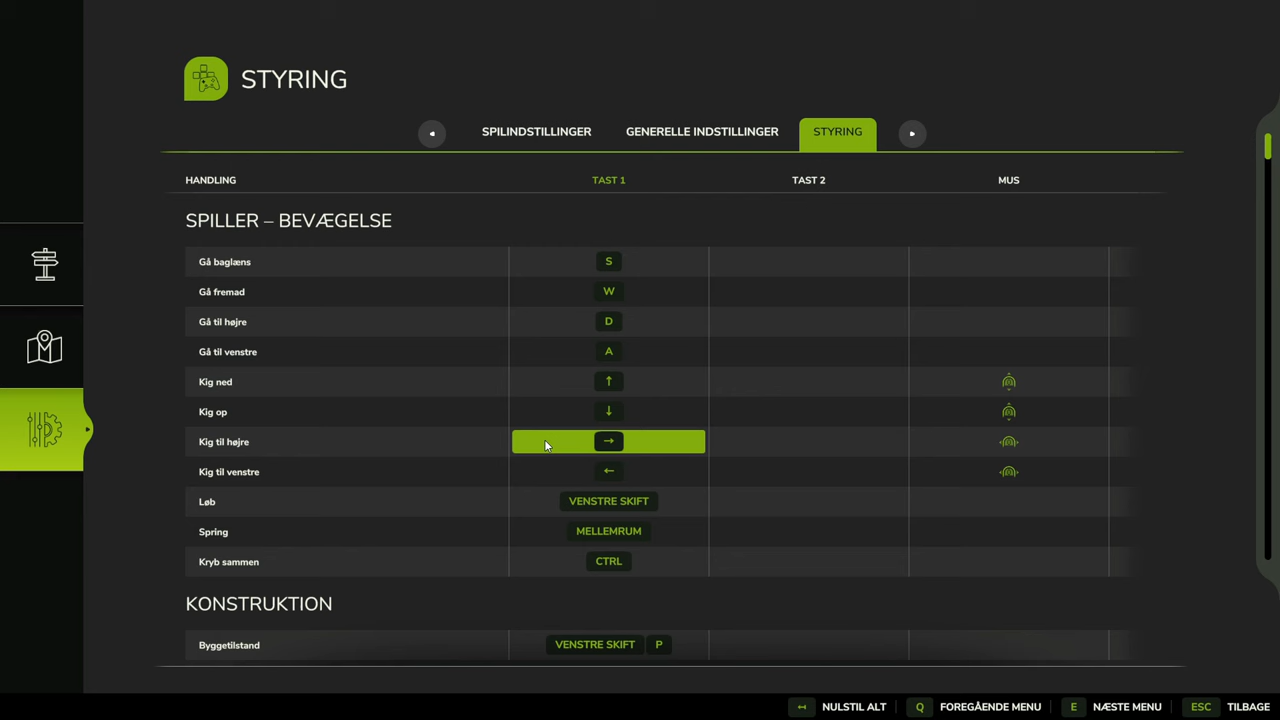 STYRING
SPILINDSTILLINGER GENERELLE INDSTILLINGER STYRING
HANDLING TAST 1 TAST 2 MUS
SPILLER – BEVÆGELSE
Gå baglæns S
Gå fremad W
Gå til højre D
Gå til venstre A
Kig ned ↑
Kig op ↓
Kig til højre →
Kig til venstre ←
Løb VENSTRE SKIFT
Spring MELLEMRUM
Kryb sammen CTRL
KONSTRUKTION
Byggetilstand VENSTRE SKIFT P
↤ NULSTIL ALT Q FOREGÅENDE MENU E NÆSTE MENU ESC TILBAGE